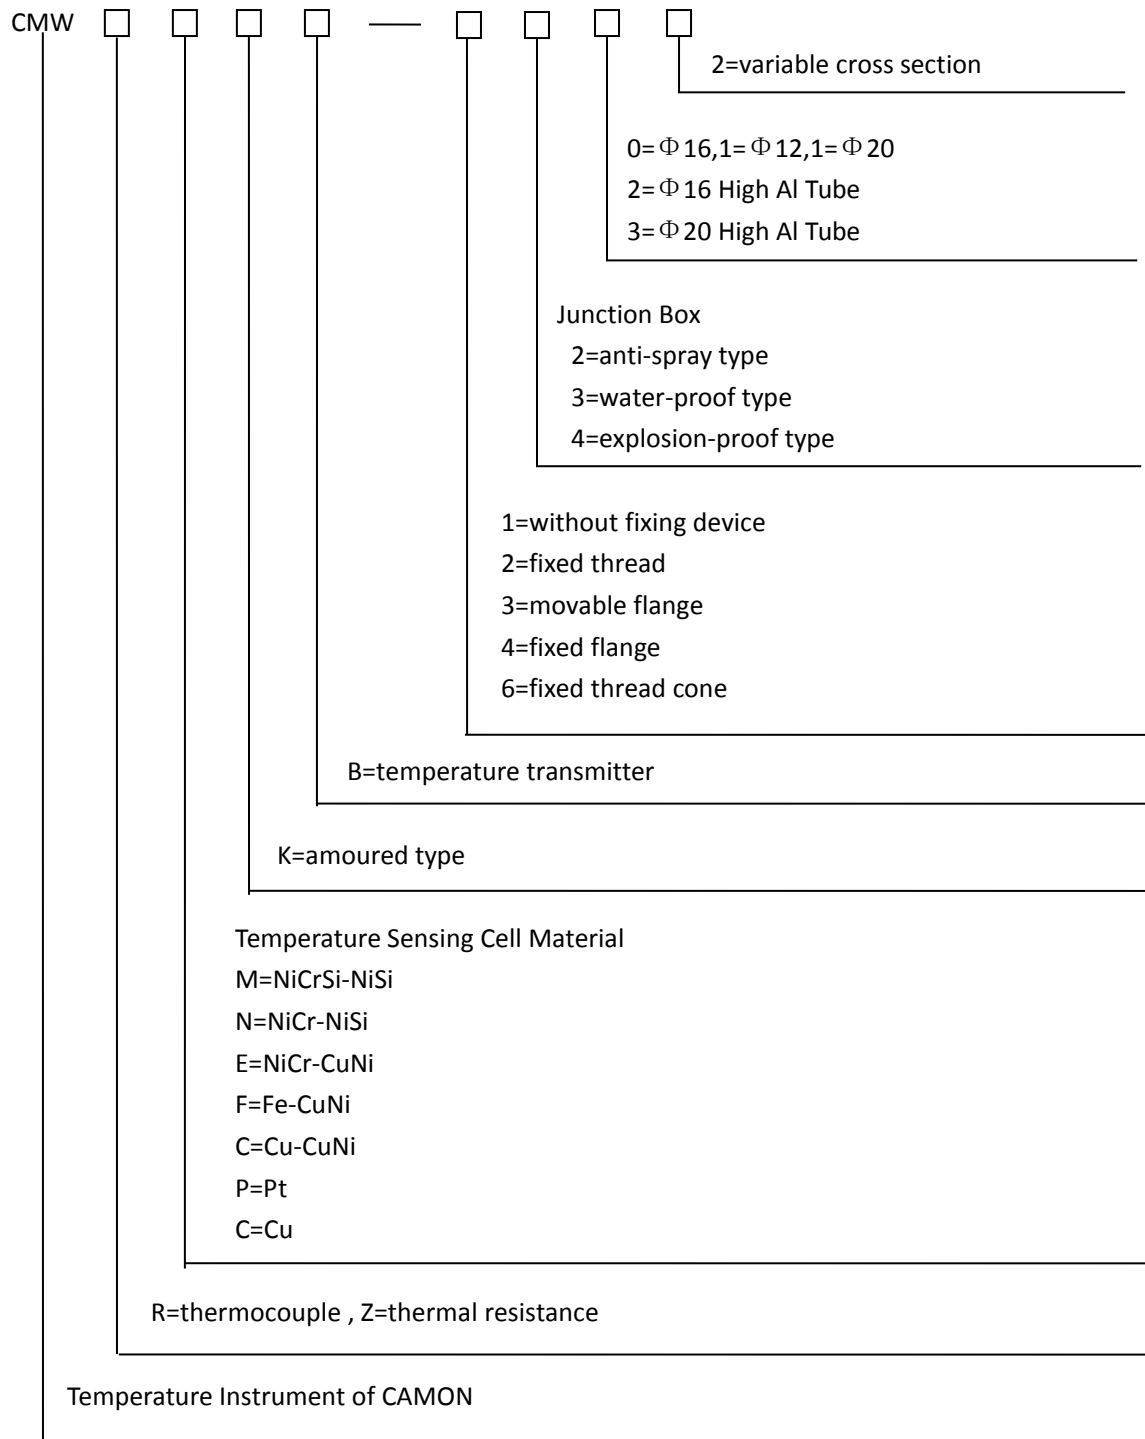 CMW □ □ □ □ — □ □ □ □
2=variable cross section
0=Φ16,1=Φ12,1=Φ20
2=Φ16 High Al Tube
3=Φ20 High Al Tube
Junction Box
2=anti-spray type
3=water-proof type
4=explosion-proof type
1=without fixing device
2=fixed thread
3=movable flange
4=fixed flange
6=fixed thread cone
B=temperature transmitter
K=amoured type
Temperature Sensing Cell Material
M=NiCrSi-NiSi
N=NiCr-NiSi
E=NiCr-CuNi
F=Fe-CuNi
C=Cu-CuNi
P=Pt
C=Cu
R=thermocouple , Z=thermal resistance
Temperature Instrument of CAMON